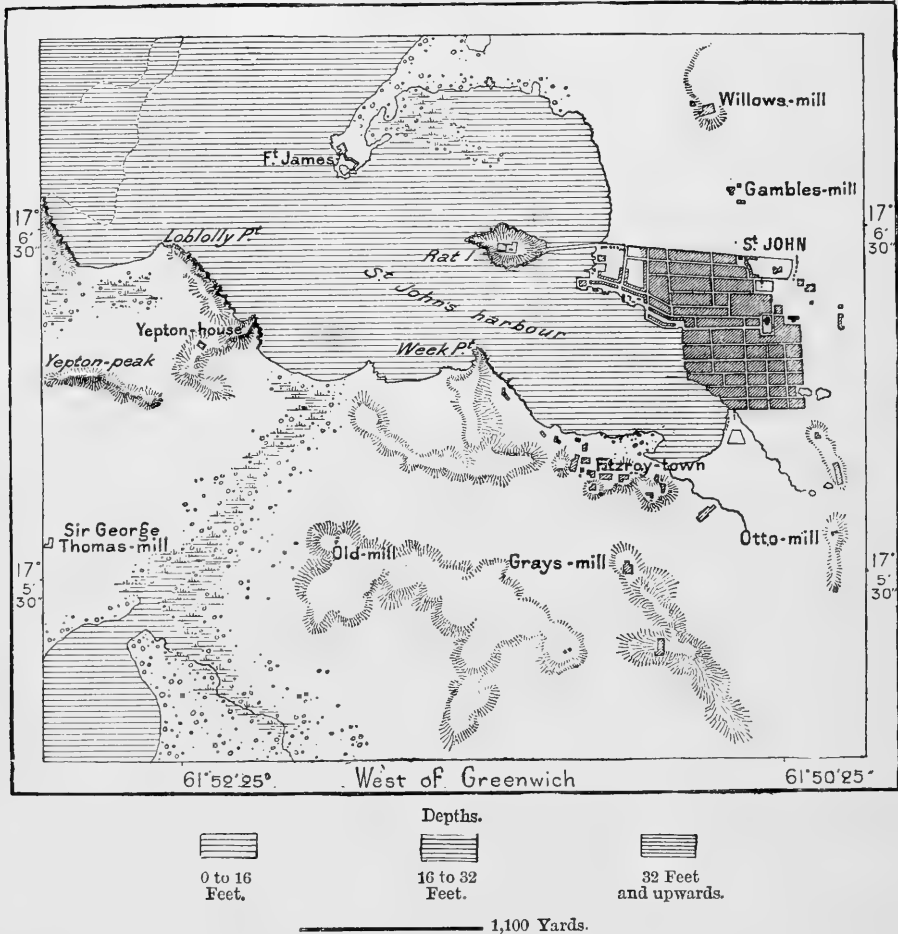 Willows-mill
Ft. James
Gambles-mill
17°
6'
30"
17°
6'
30"
Loblolly Pt.
Rat I.
St. JOHN
St. John's harbour
Yepton-house
Week Pt.
Yepton-peak
Fitzroy-town
Sir George
Thomas-mill
Old-mill
Grays-mill
Otto-mill
17°
5'
30"
17°
5'
30"
61°52'25"
West of Greenwich
61°50'25"
Depths.
0 to 16
Feet.
16 to 32
Feet.
32 Feet
and upwards.
1,100 Yards.